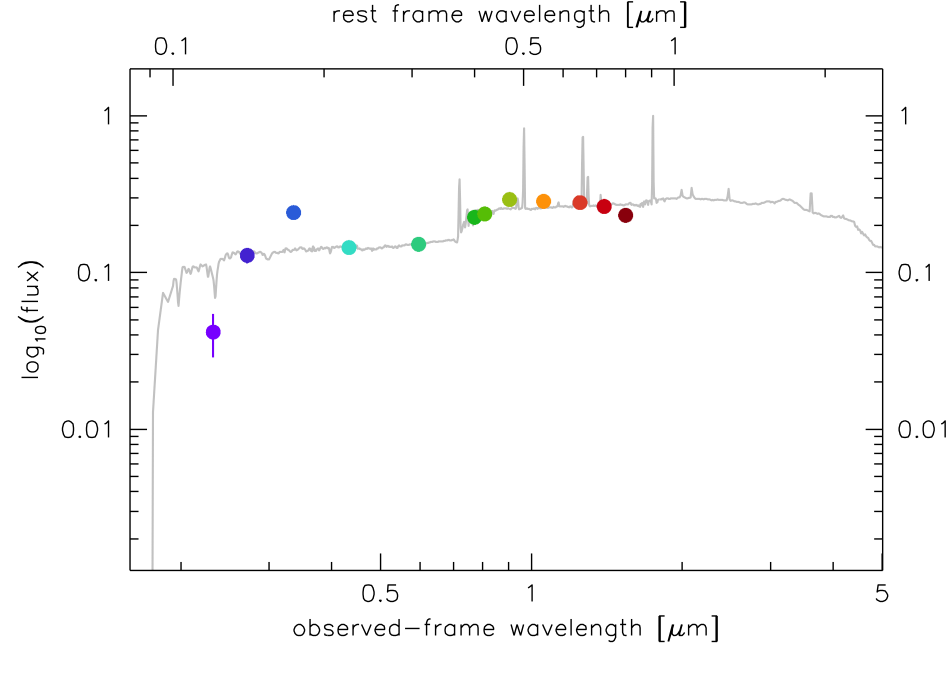 rest frame wavelength [μm]
0.1 0.5 1
1 1
0.1 0.1
0.01 0.01
log₁₀(flux)
0.5 1 5
observed-frame wavelength [μm]